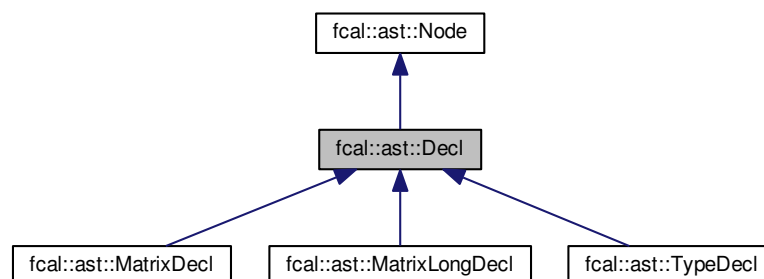 fcal::ast::Node
fcal::ast::Decl
fcal::ast::MatrixDecl
fcal::ast::MatrixLongDecl
fcal::ast::TypeDecl